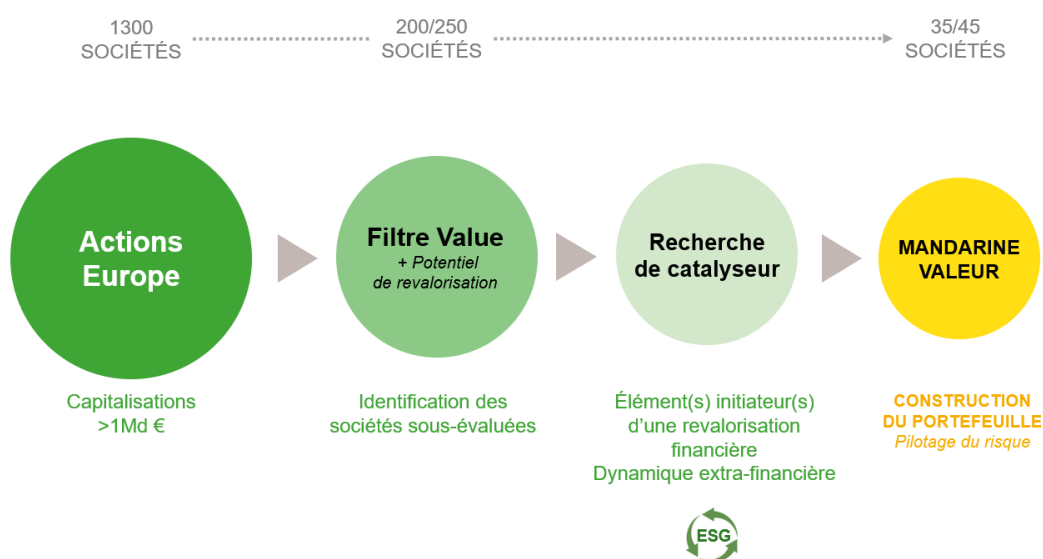 1300
SOCIÉTÉS
200/250
SOCIÉTÉS
35/45
SOCIÉTÉS
Actions
Europe
Filtre Value
+ Potentiel
de revalorisation
Recherche
de catalyseur
MANDARINE
VALEUR
Capitalisations
>1Md €
Identification des
sociétés sous-évaluées
Élément(s) initiateur(s)
d’une revalorisation
financière
Dynamique extra-financière
CONSTRUCTION
DU PORTEFEUILLE
Pilotage du risque
ESG